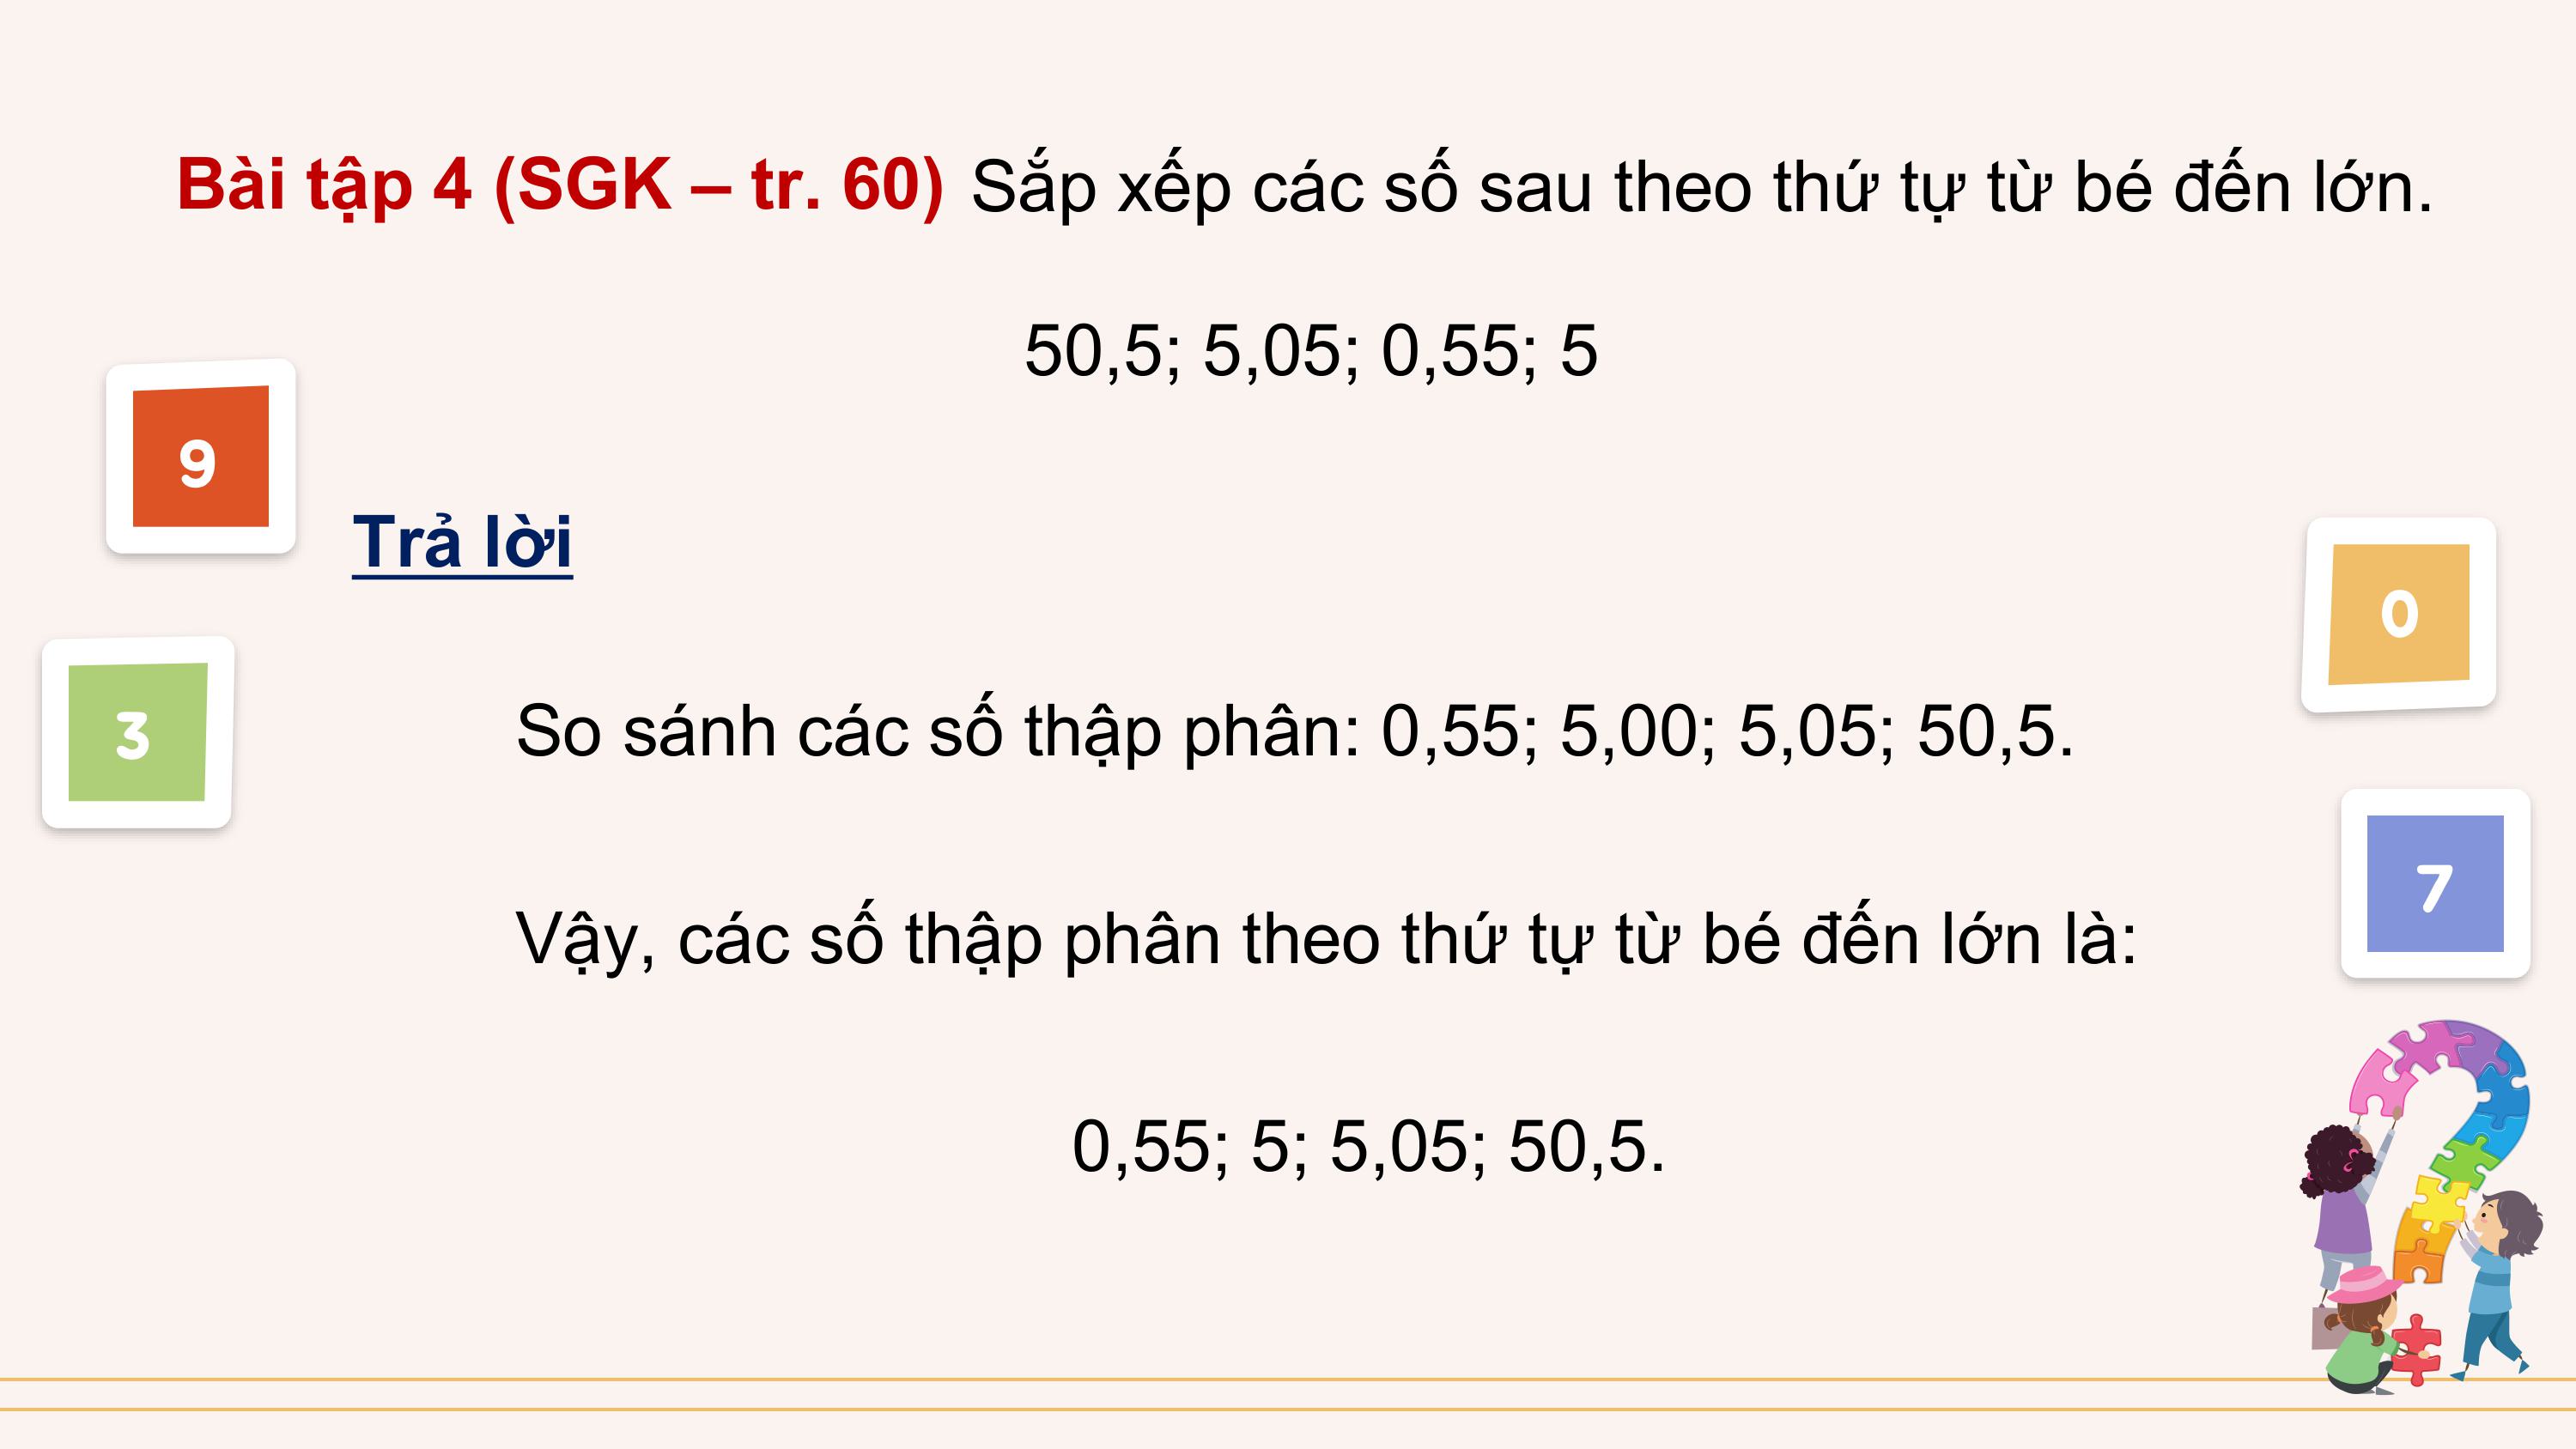 Bài tập 4 (SGK – tr. 60) Sắp xếp các số sau theo thứ tự từ bé đến lớn.
50,5; 5,05; 0,55; 5
9
Trả lời
0
3
So sánh các số thập phân: 0,55; 5,00; 5,05; 50,5.
7
Vậy, các số thập phân theo thứ tự từ bé đến lớn là:
0,55; 5; 5,05; 50,5.